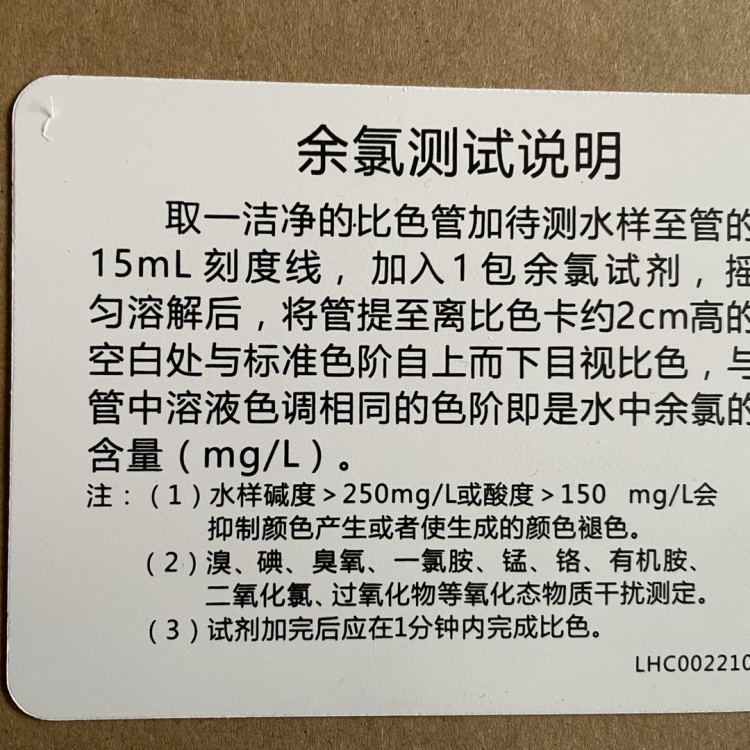 余氯测试说明
取一洁净的比色管加待测水样至管的
15mL刻度线，加入1包余氯试剂，摇
匀溶解后，将管提至离比色卡约2cm高的
空白处与标准色阶自上而下目视比色，与
管中溶液色调相同的色阶即是水中余氯的
含量（mg/L）。
注：（1）水样碱度＞250mg/L或酸度＞150 mg/L会
抑制颜色产生或者使生成的颜色褪色。
（2）溴、碘、臭氧、一氯胺、锰、铬、有机胺、
二氧化氯、过氧化物等氧化态物质干扰测定。
（3）试剂加完后应在1分钟内完成比色。
LHC002210